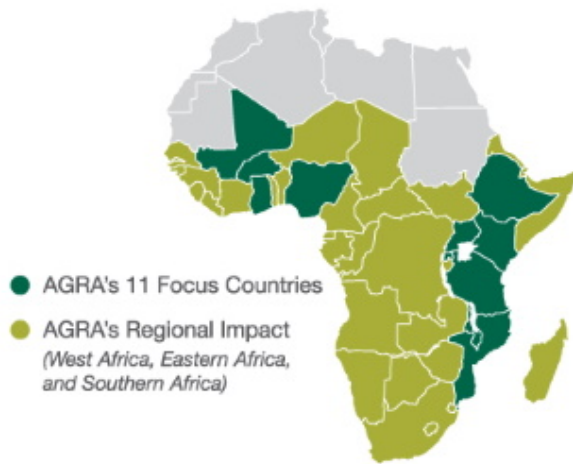 AGRA's 11 Focus Countries
AGRA's Regional Impact
(West Africa, Eastern Africa,
and Southern Africa)